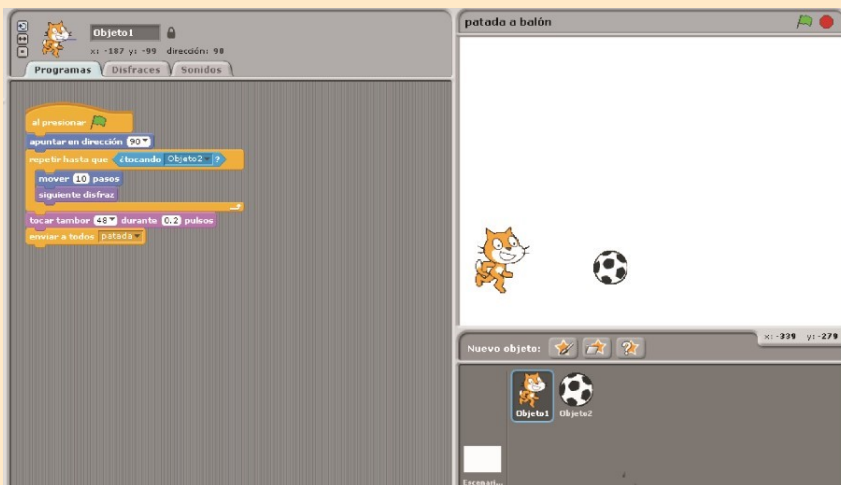 Objeto1
x: -187 y: -99 dirección: 90
Programas Disfraces Sonidos
al presionar
apuntar en dirección 90
repetir hasta que ¿tocando Objeto2 ?
mover 10 pasos
siguiente disfraz
tocar tambor 48 durante 0.2 pulsos
enviar a todos patada
patada a balón
x: -339 y: -279
Nuevo objeto:
Objeto1 Objeto2
Escenari...